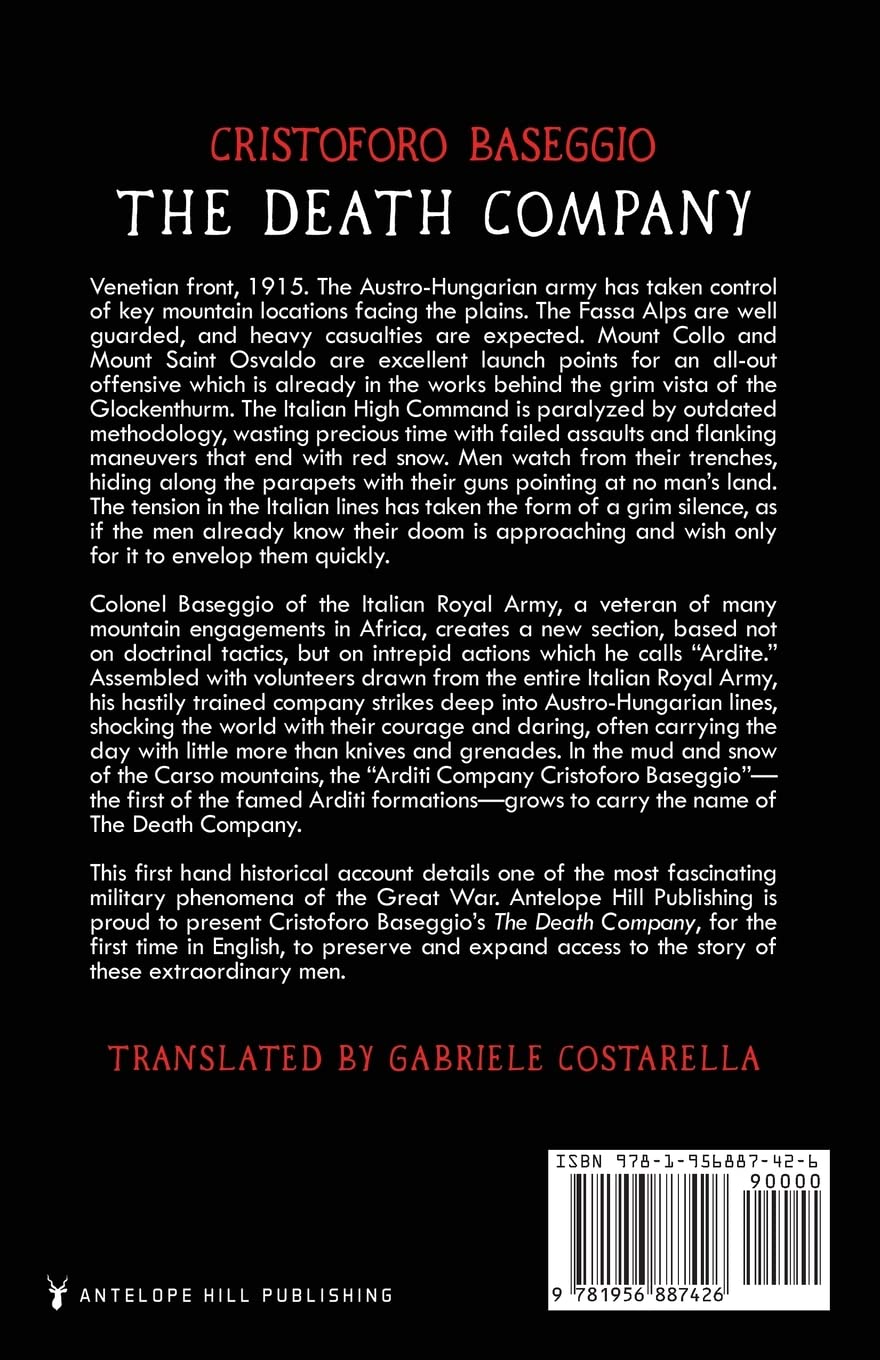 CRISTOFORO BASEGGIO
THE DEATH COMPANY
Venetian front, 1915. The Austro-Hungarian army has taken control
of key mountain locations facing the plains. The Fassa Alps are well
guarded, and heavy casualties are expected. Mount Collo and
Mount Saint Osvaldo are excellent launch points for an all-out
offensive which is already in the works behind the grim vista of the
Glockenthurm. The Italian High Command is paralyzed by outdated
methodology, wasting precious time with failed assaults and flanking
maneuvers that end with red snow. Men watch from their trenches,
hiding along the parapets with their guns pointing at no man’s land.
The tension in the Italian lines has taken the form of a grim silence, as
if the men already know their doom is approaching and wish only
for it to envelop them quickly.
Colonel Baseggio of the Italian Royal Army, a veteran of many
mountain engagements in Africa, creates a new section, based not
on doctrinal tactics, but on intrepid actions which he calls “Ardite.”
Assembled with volunteers drawn from the entire Italian Royal Army,
his hastily trained company strikes deep into Austro-Hungarian lines,
shocking the world with their courage and daring, often carrying the
day with little more than knives and grenades. In the mud and snow
of the Carso mountains, the “Arditi Company Cristoforo Baseggio”—
the first of the famed Arditi formations—grows to carry the name of
The Death Company.
This first hand historical account details one of the most fascinating
military phenomena of the Great War. Antelope Hill Publishing is
proud to present Cristoforo Baseggio’s The Death Company, for the
first time in English, to preserve and expand access to the story of
these extraordinary men.
TRANSLATED BY GABRIELE COSTARELLA
ISBN 978-1-956887-42-6
90000
9 781956 887426
ANTELOPE HILL PUBLISHING